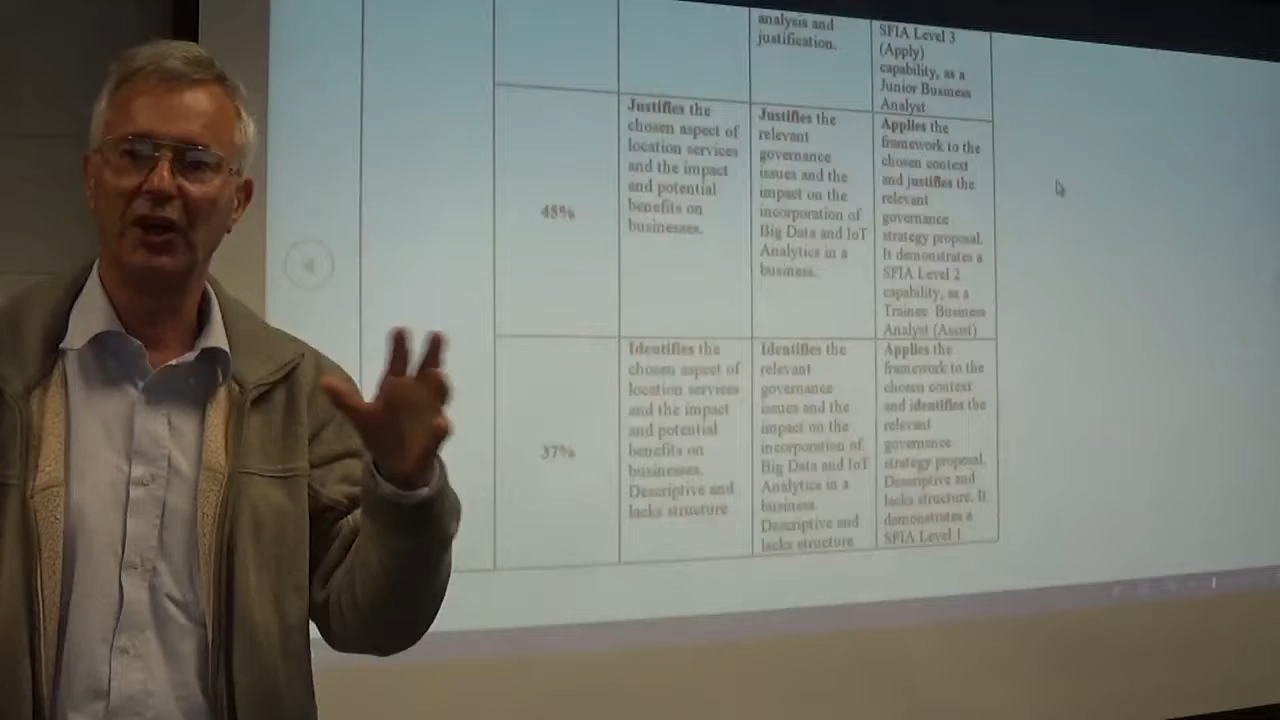 analysis and
justification.
SFIA Level 3
(Apply)
capability, as a
Junior Business
Analyst
45%
Justifies the
chosen aspect of
location services
and the impact
and potential
benefits on
businesses.
Justifies the
relevant
governance
issues and the
impact on the
incorporation of
Big Data and IoT
Analytics in a
business.
Applies the
framework to the
chosen context
and justifies the
relevant
governance
strategy proposal.
It demonstrates a
SFIA Level 2
capability, as a
Trainee Business
Analyst (Assist)
37%
Identifies the
chosen aspect of
location services
and the impact
and potential
benefits on
businesses.
Descriptive and
lacks structure
Identifies the
relevant
governance
issues and the
impact on the
incorporation of
Big Data and IoT
Analytics in a
business.
Descriptive and
lacks structure
Applies the
framework to the
chosen context
and identifies the
relevant
governance
strategy proposal.
Descriptive and
lacks structure. It
demonstrates a
SFIA Level 1